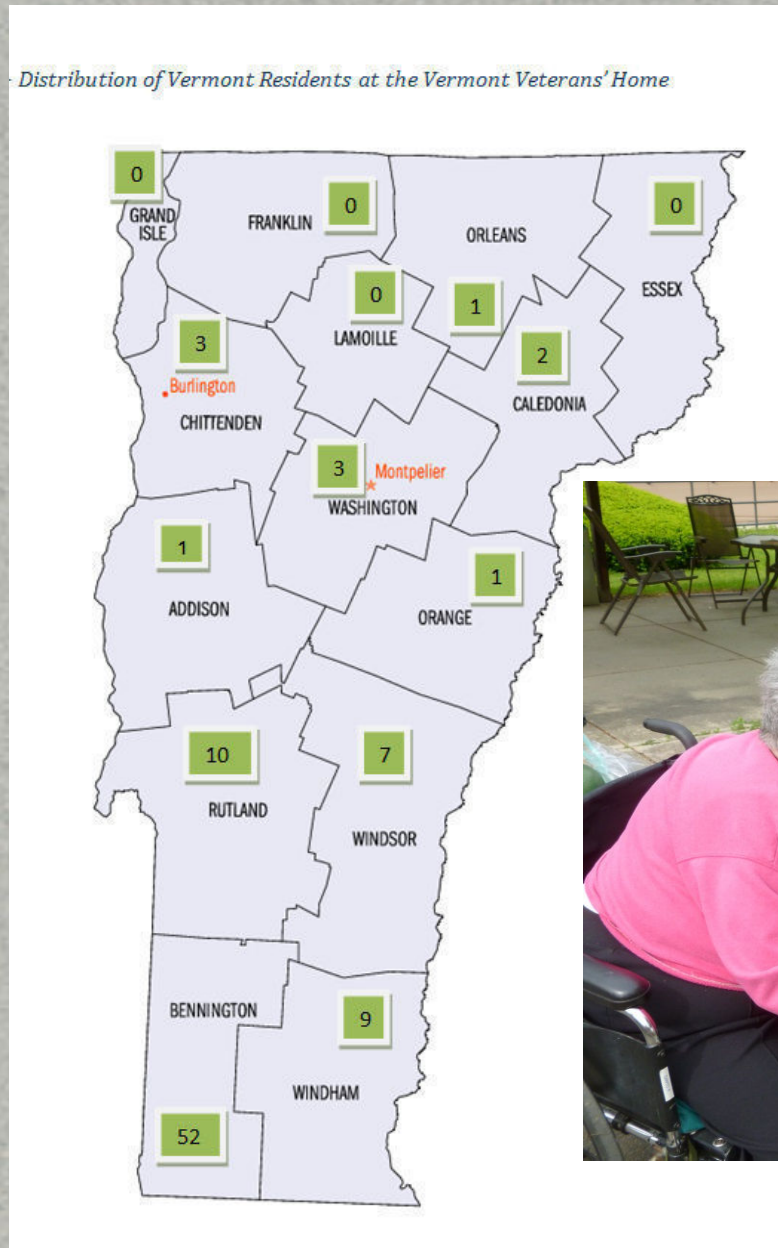 - Distribution of Vermont Residents at the Vermont Veterans' Home
0
GRAND
ISLE
FRANKLIN
0
ORLEANS
0
ESSEX
0
LAMOILLE
1
2
CALEDONIA
3
Burlington
CHITTENDEN
3
Montpelier
WASHINGTON
1
ADDISON
1
ORANGE
10
RUTLAND
7
WINDSOR
BENNINGTON
52
9
WINDHAM